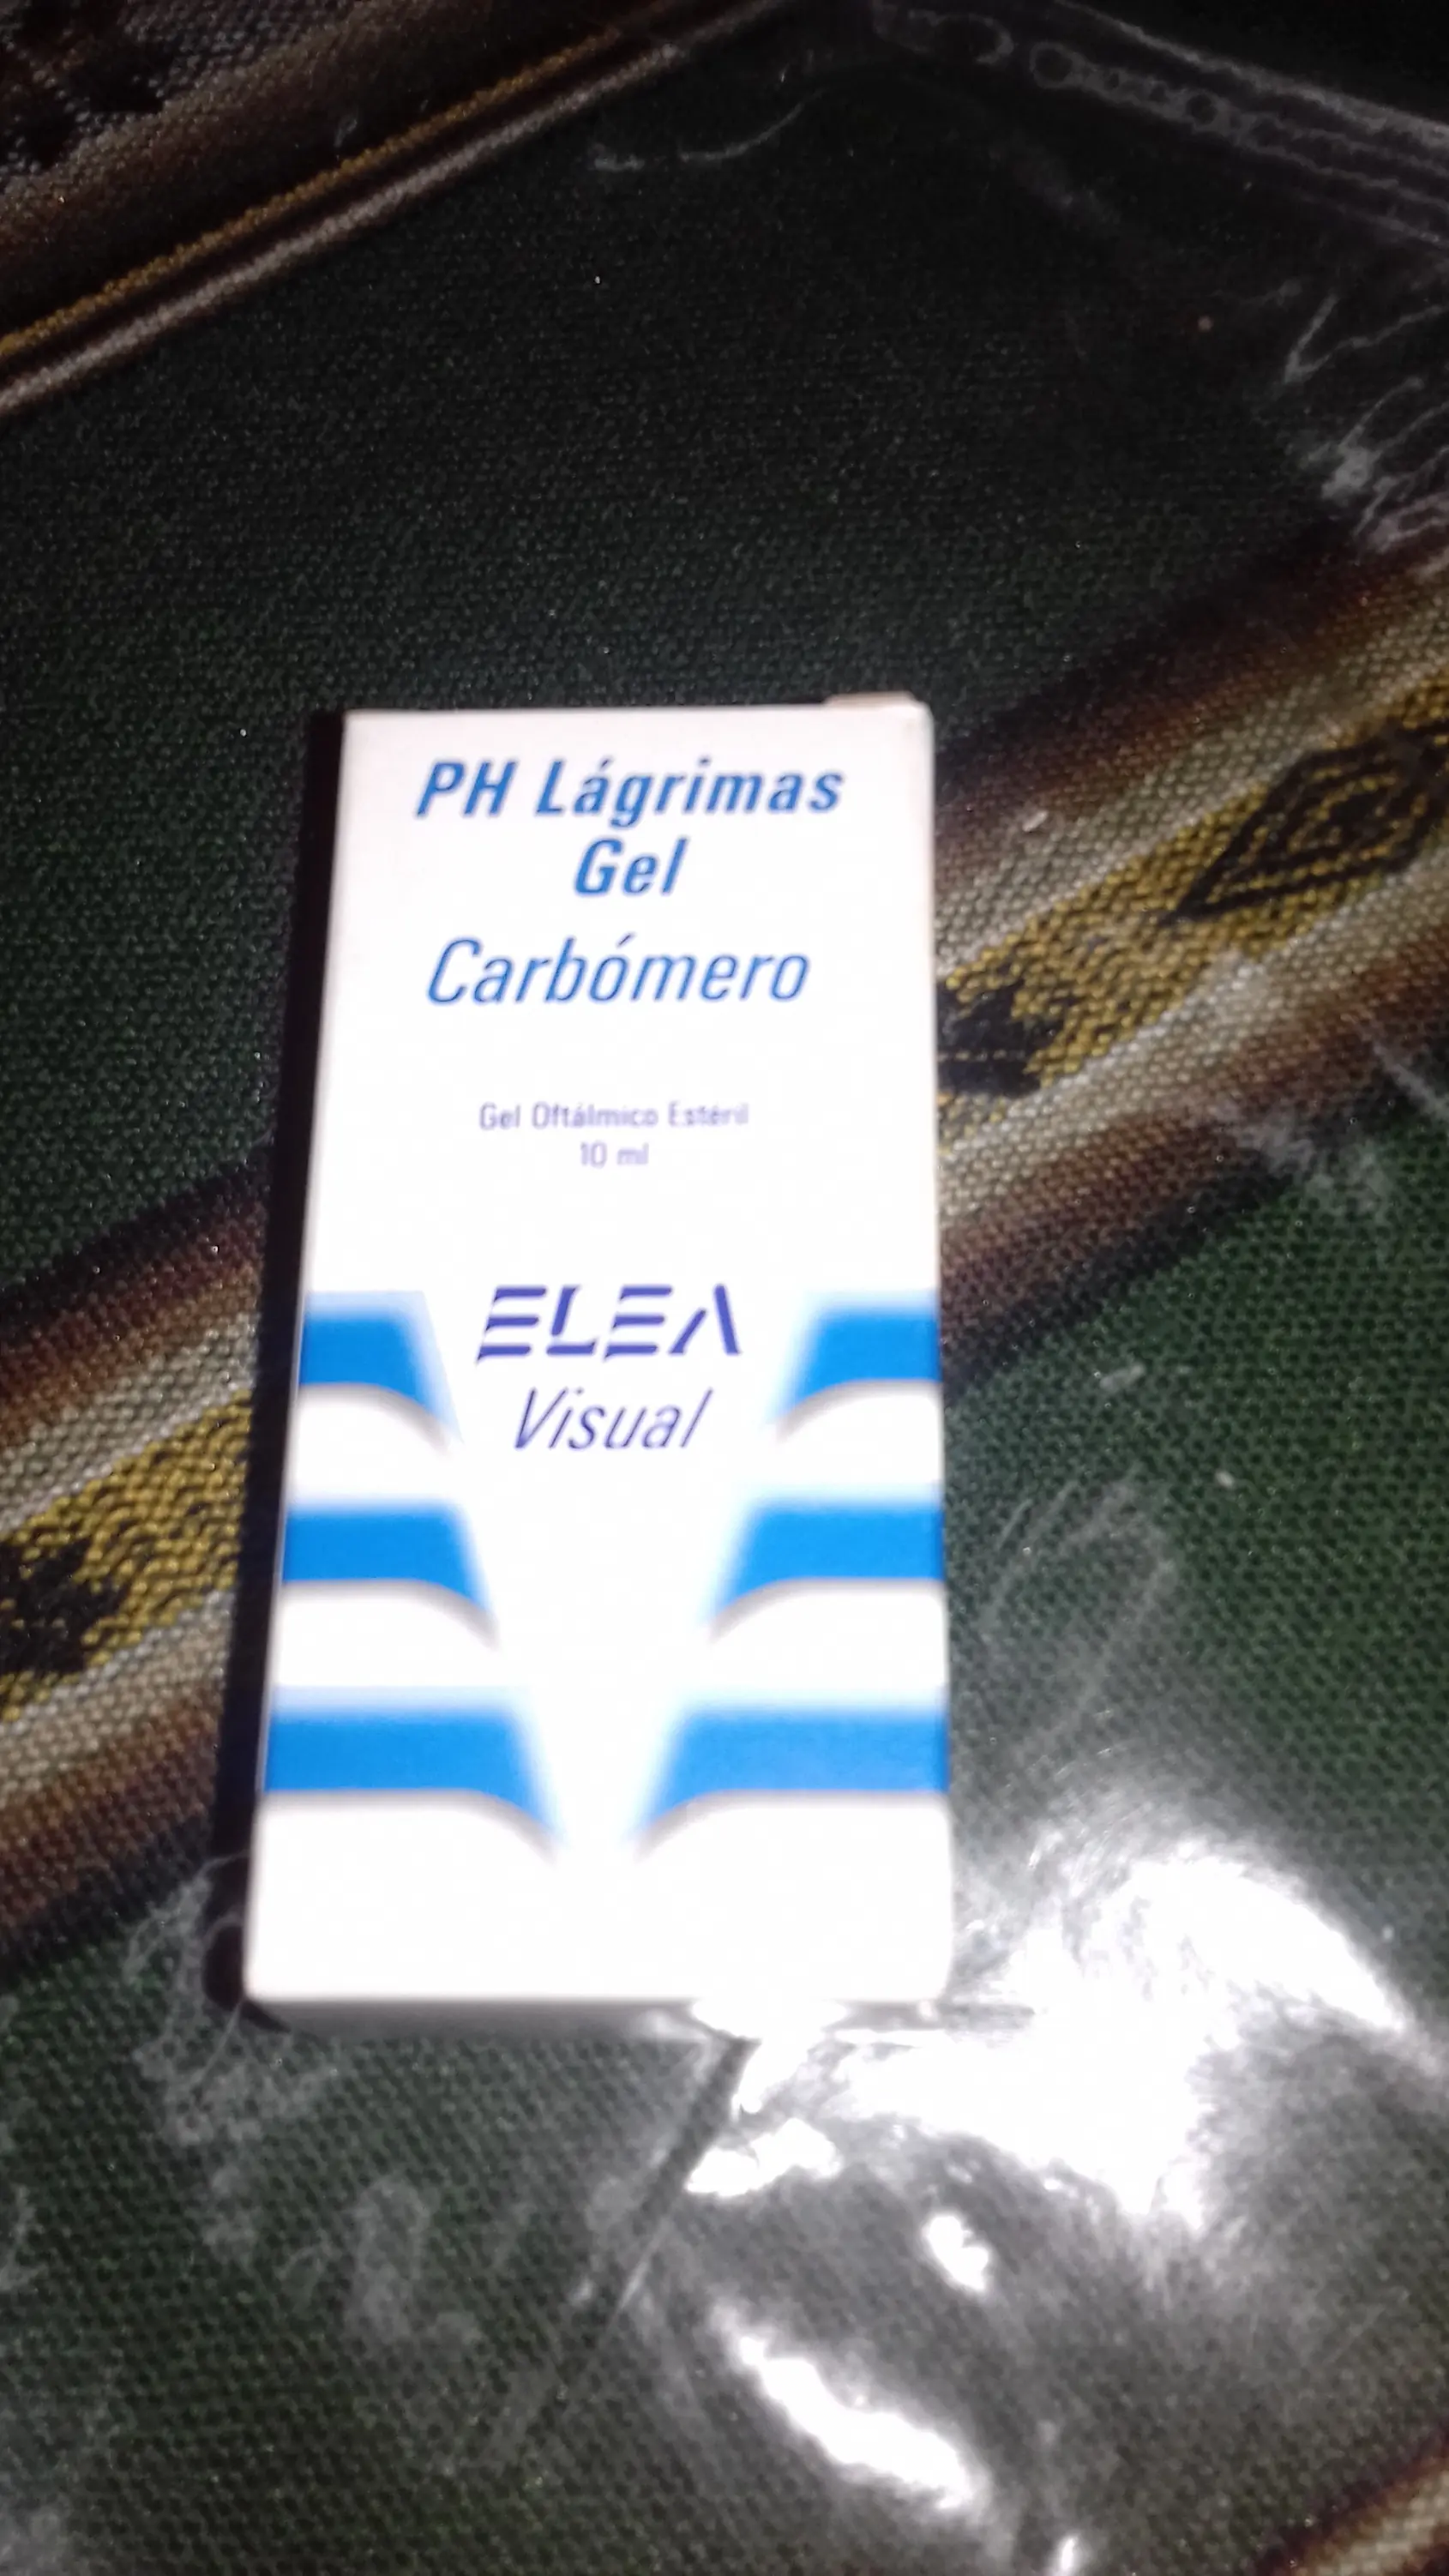 PH Lágrimas
Gel
Carbómero
Gel Oftálmico Estéril
10 ml
ELEA
Visual